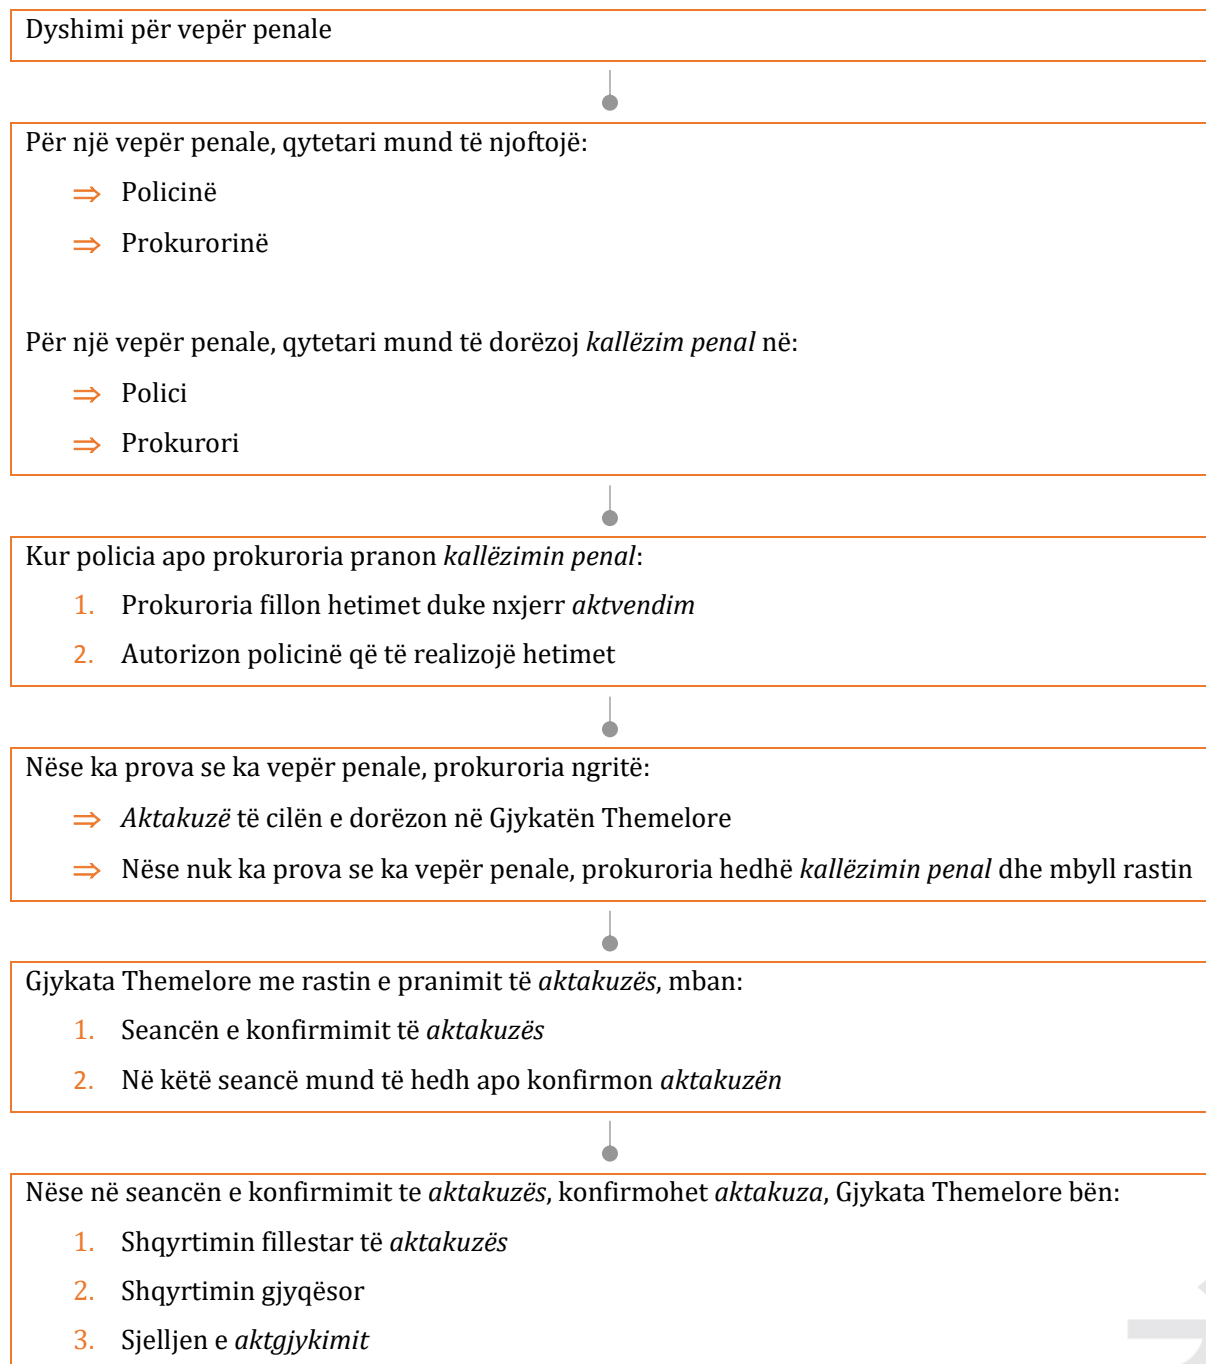 Dyshimi për vepër penale
Për një vepër penale, qytetari mund të njoftojë:
⇒ Policinë
⇒ Prokurorinë
Për një vepër penale, qytetari mund të dorëzoj kallëzim penal në:
⇒ Polici
⇒ Prokurori
Kur policia apo prokuroria pranon kallëzimin penal:
1. Prokuroria fillon hetimet duke nxjerr aktvendim
2. Autorizon policinë që të realizojë hetimet
Nëse ka prova se ka vepër penale, prokuroria ngritë:
⇒ Aktakuzë të cilën e dorëzon në Gjykatën Themelore
⇒ Nëse nuk ka prova se ka vepër penale, prokuroria hedhë kallëzimin penal dhe mbyll rastin
Gjykata Themelore me rastin e pranimit të aktakuzës, mban:
1. Seancën e konfirmimit të aktakuzës
2. Në këtë seancë mund të hedh apo konfirmon aktakuzën
Nëse në seancën e konfirmimit te aktakuzës, konfirmohet aktakuza, Gjykata Themelore bën:
1. Shqyrtimin fillestar të aktakuzës
2. Shqyrtimin gjyqësor
3. Sjelljen e aktgjykimit